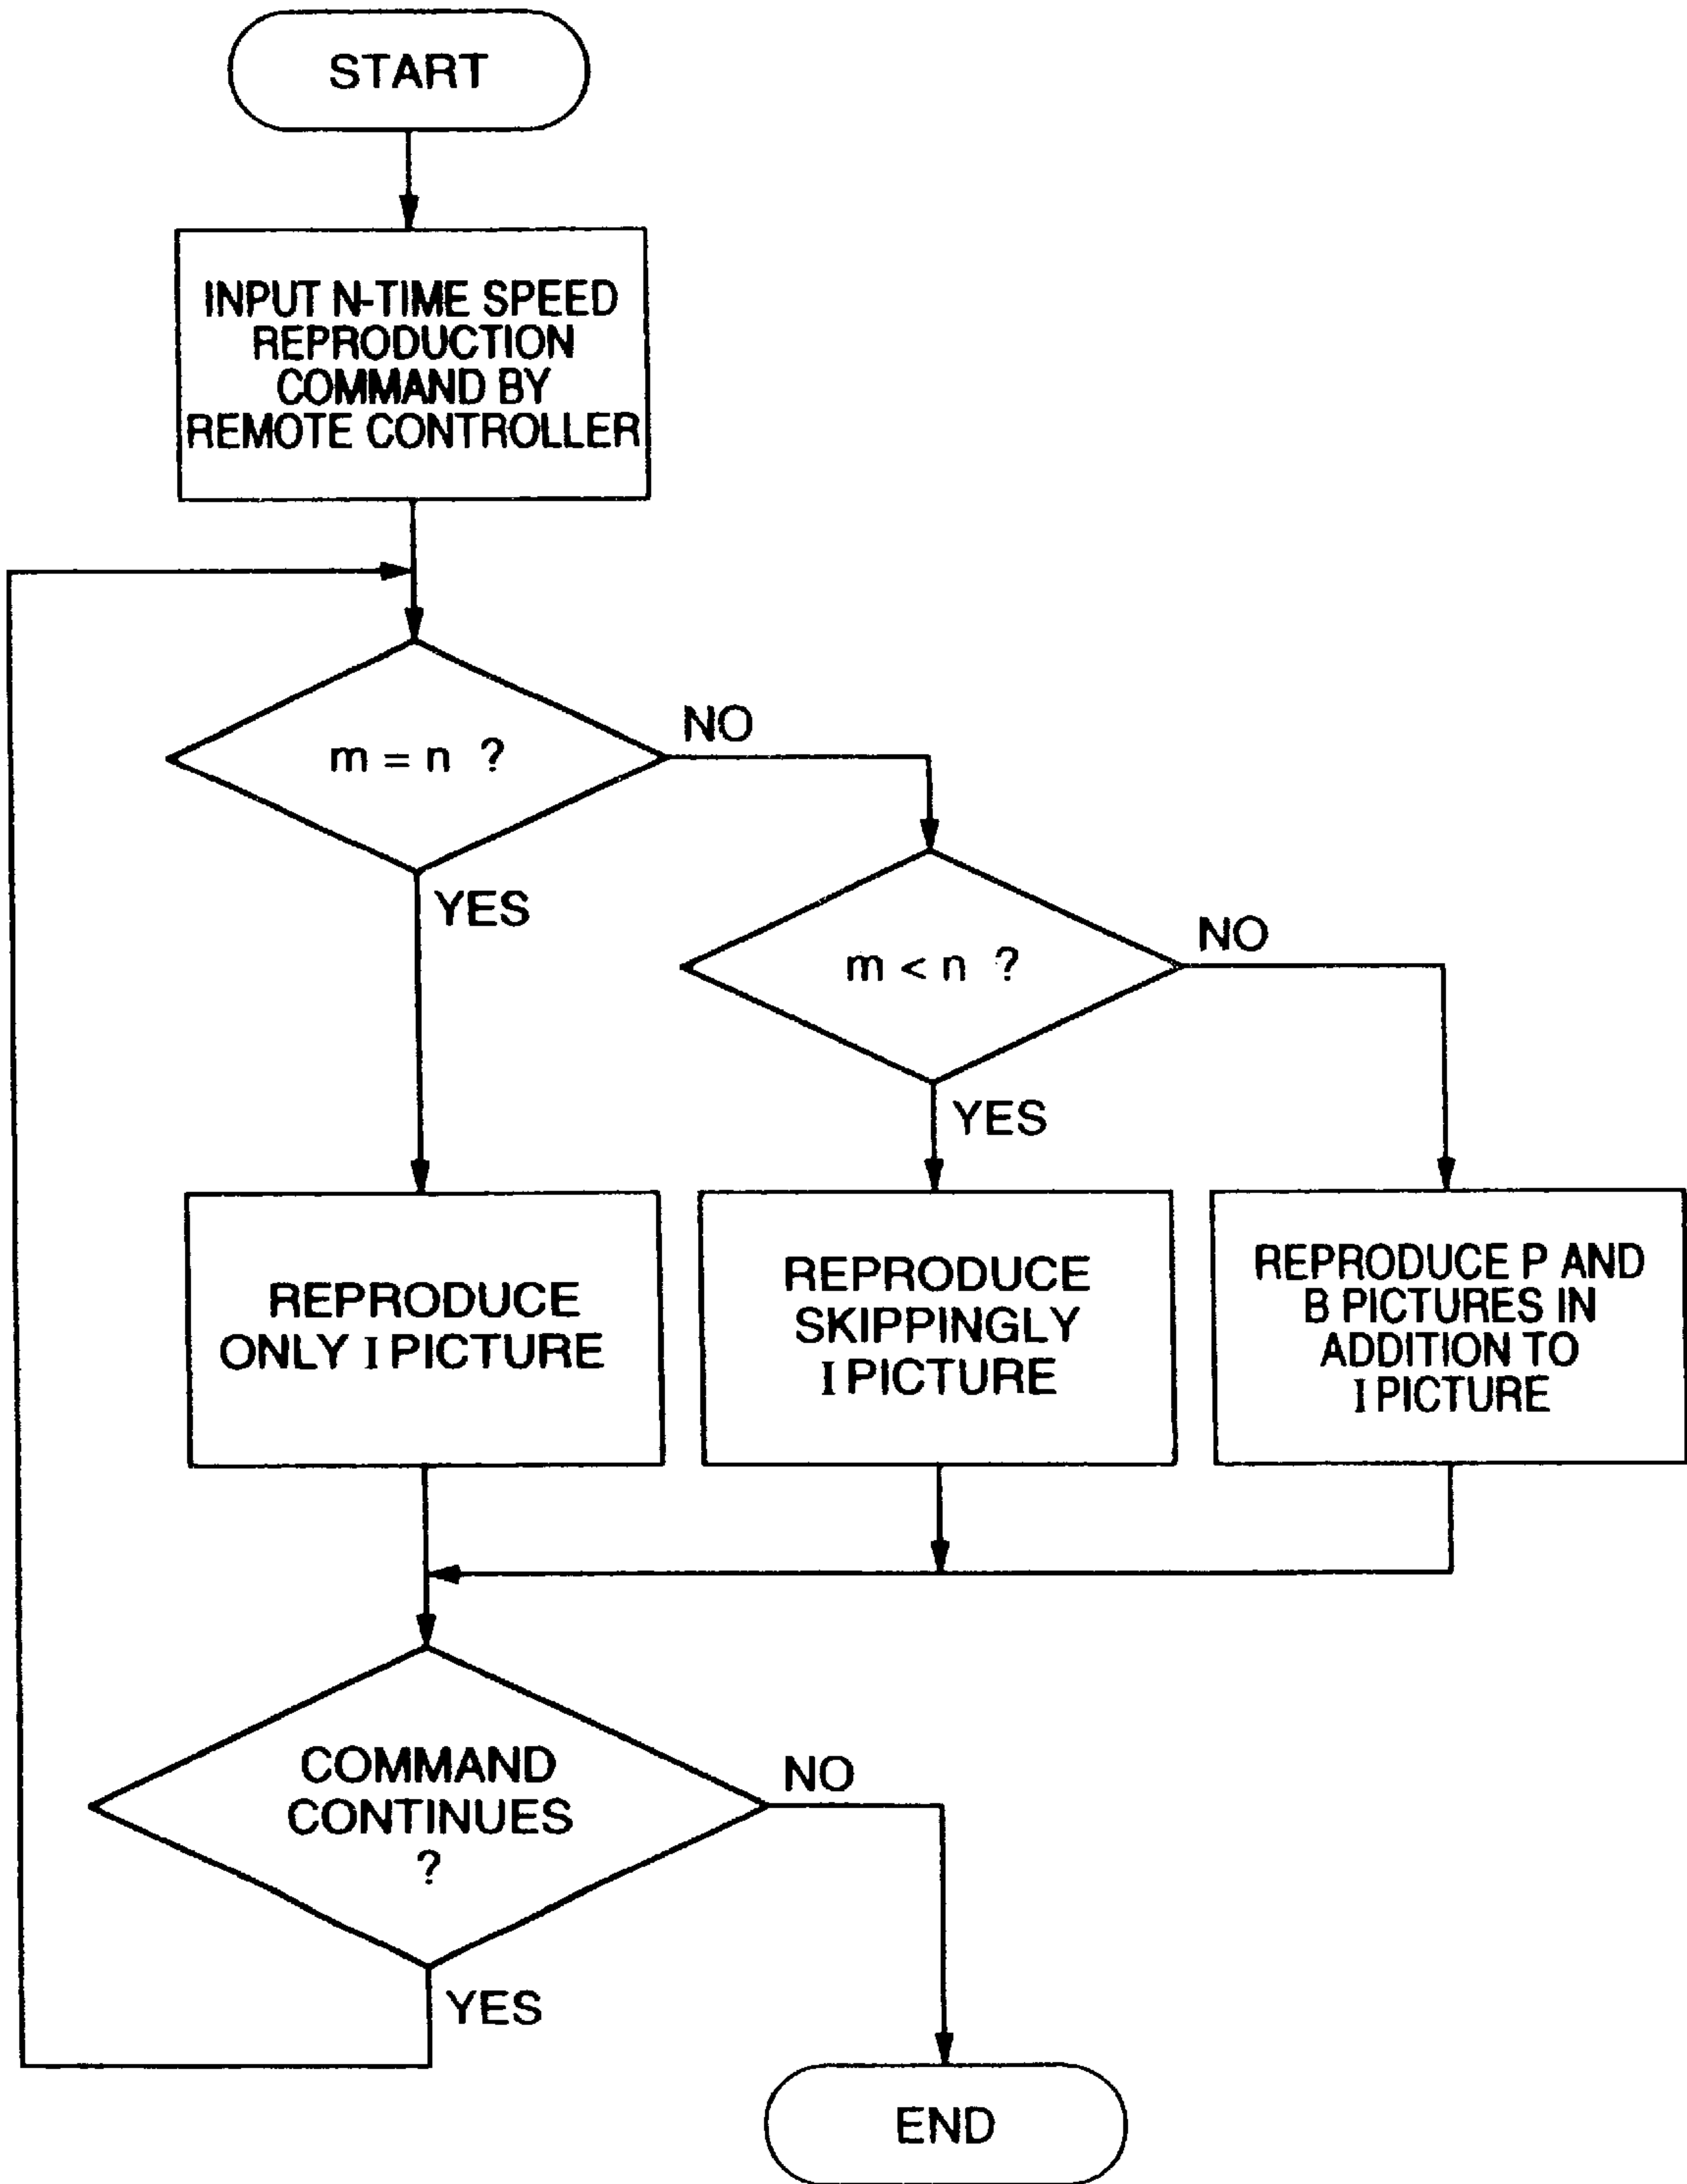 START
INPUT N-TIME SPEED
REPRODUCTION
COMMAND BY
REMOTE CONTROLLER
m = n ?
NO
YES
m < n ?
NO
YES
REPRODUCE
ONLY I PICTURE
REPRODUCE
SKIPPINGLY
I PICTURE
REPRODUCE P AND
B PICTURES IN
ADDITION TO
I PICTURE
COMMAND
CONTINUES
?
NO
YES
END